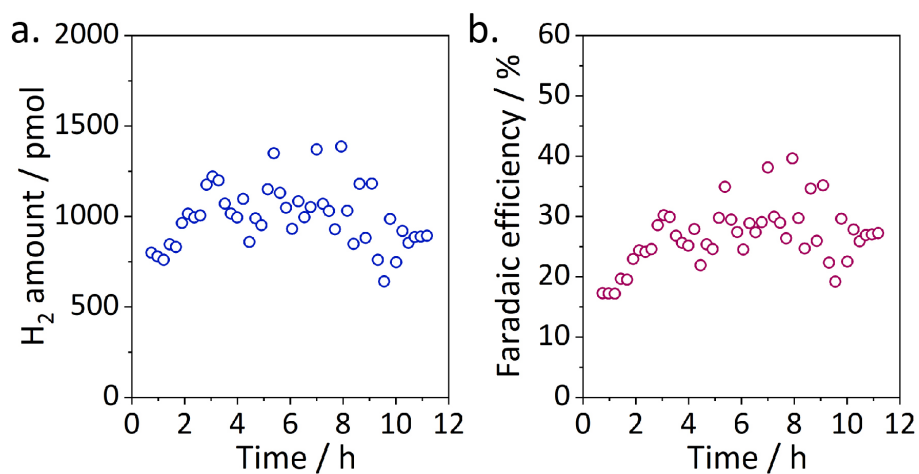 a.
H2 amount / pmol
2000
1500
1000
500
0
0 2 4 6 8 10 12
Time / h
b.
Faradaic efficiency / %
60
50
40
30
20
10
0
0 2 4 6 8 10 12
Time / h